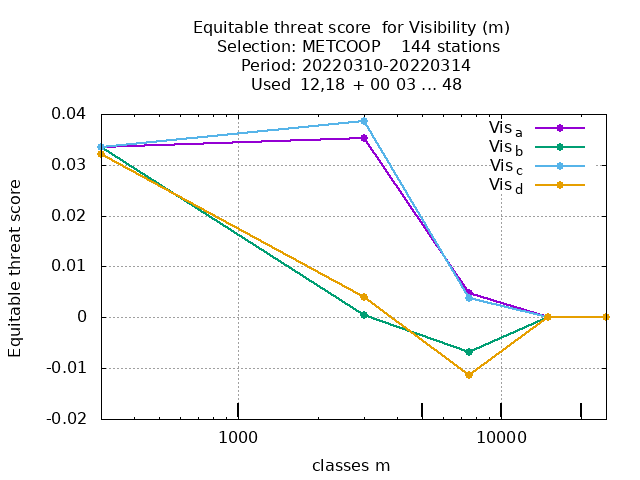 Equitable threat score  for Visibility (m)
Selection: METCOOP    144 stations
Period: 20220310-20220314
Used  12,18 + 00 03 ... 48
Equitable threat score
0.04
0.03
0.02
0.01
0
-0.01
-0.02
Vis a
Vis b
Vis c
Vis d
1000
10000
classes m